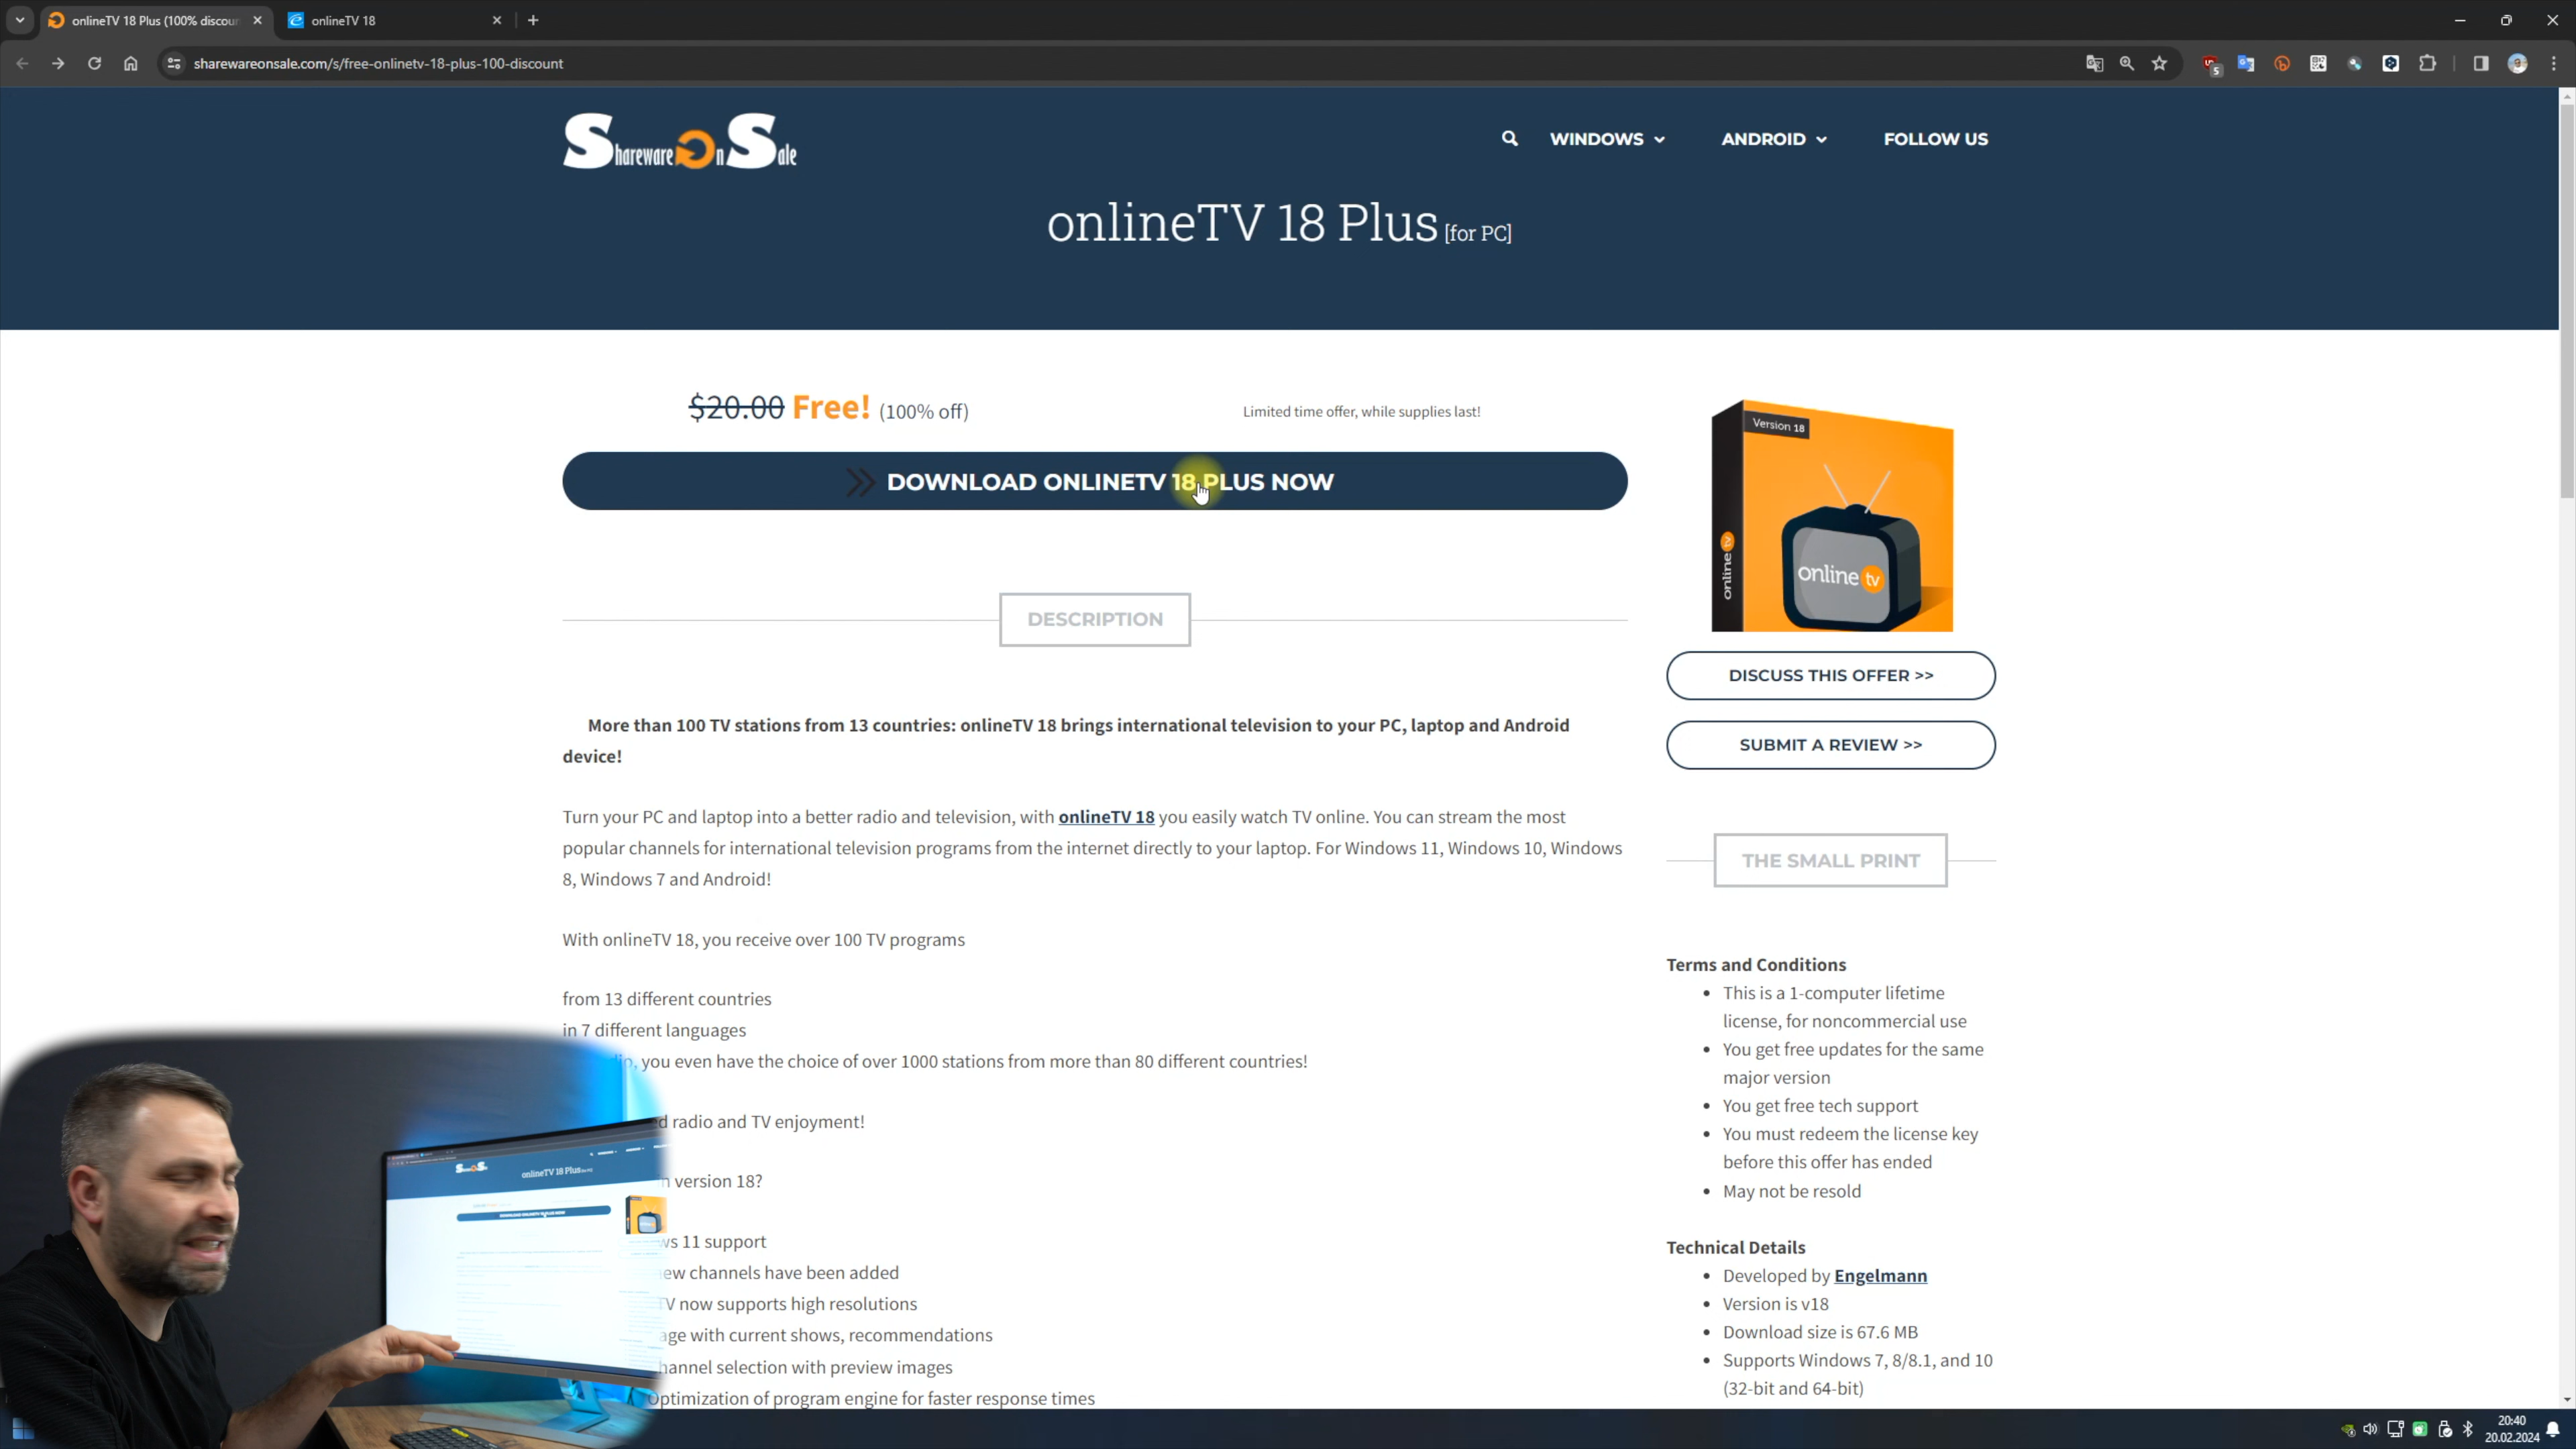 onlineTV 18 Plus (100% discou
onlineTV 18
sharewareonsale.com/s/free-onlinetv-18-plus-100-discount
SharewareOnSale
WINDOWS
ANDROID
FOLLOW US
onlineTV 18 Plus [for PC]
$20.00 Free! (100% off)
Limited time offer, while supplies last!
DOWNLOAD ONLINETV 18 PLUS NOW
Version 18
online tv
online tv
DISCUSS THIS OFFER >>
SUBMIT A REVIEW >>
DESCRIPTION
More than 100 TV stations from 13 countries: onlineTV 18 brings international television to your PC, laptop and Android
device!
Turn your PC and laptop into a better radio and television, with onlineTV 18 you easily watch TV online. You can stream the most
popular channels for international television programs from the internet directly to your laptop. For Windows 11, Windows 10, Windows
8, Windows 7 and Android!
With onlineTV 18, you receive over 100 TV programs
from 13 different countries
in 7 different languages
, you even have the choice of over 1000 stations from more than 80 different countries!
radio and TV enjoyment!
version 18?
11 support
channels have been added
now supports high resolutions
with current shows, recommendations
selection with preview images
Optimization of program engine for faster response times
THE SMALL PRINT
Terms and Conditions
• This is a 1-computer lifetime
license, for noncommercial use
• You get free updates for the same
major version
• You get free tech support
• You must redeem the license key
before this offer has ended
• May not be resold
Technical Details
• Developed by Engelmann
• Version is v18
• Download size is 67.6 MB
• Supports Windows 7, 8/8.1, and 10
(32-bit and 64-bit)
onlineTV 18 Plus
DOWNLOAD ONLINETV 18 PLUS NOW
20:40
20.02.2024